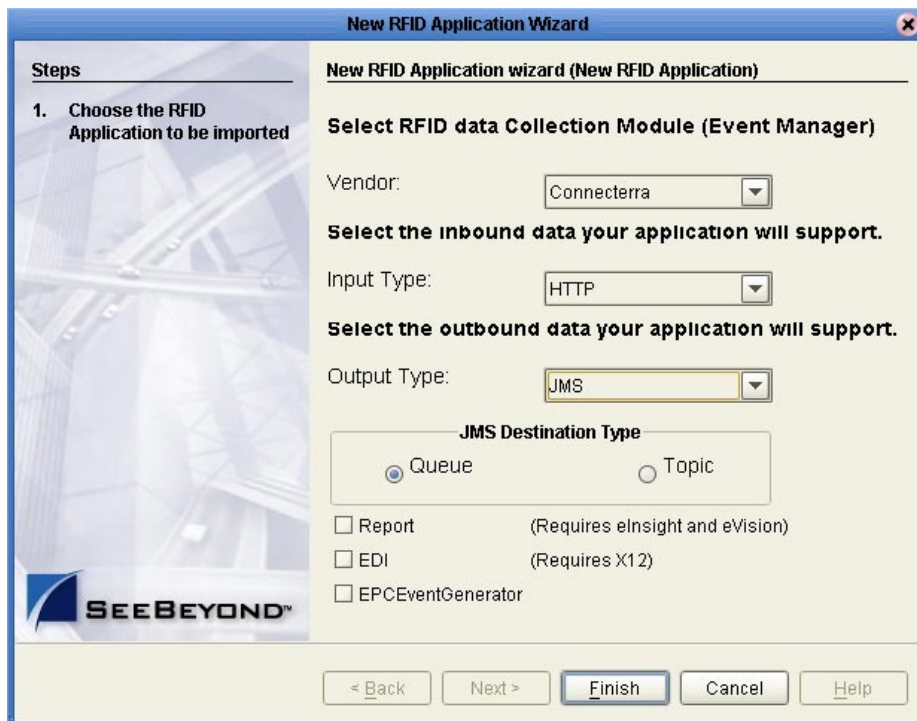 New RFID Application Wizard
Steps
1. Choose the RFID
Application to be imported
New RFID Application wizard (New RFID Application)
Select RFID data Collection Module (Event Manager)
Vendor:
Connecterra
Select the inbound data your application will support.
Input Type:
HTTP
Select the outbound data your application will support.
Output Type:
JMS
JMS Destination Type
Queue
Topic
Report (Requires eInsight and eVision)
EDI (Requires X12)
EPCEventGenerator
SEEBEYOND™
< Back
Next >
Finish
Cancel
Help